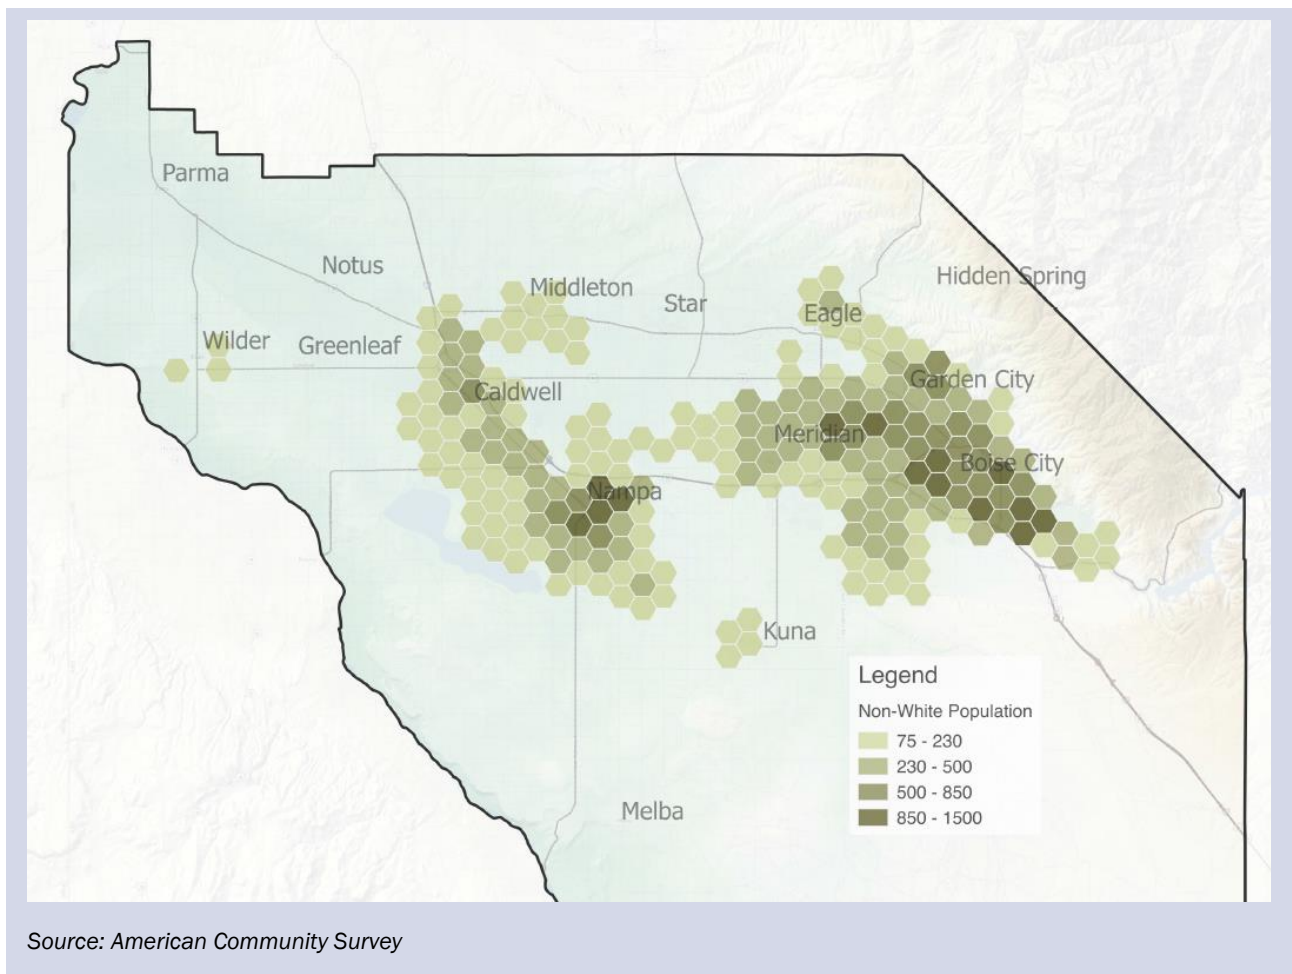 Parma
Notus
Hidden Spring
Middleton
Star
Eagle
Wilder
Greenleaf
Garden City
Caldwell
Meridian
Boise City
Nampa
Kuna
Melba
Legend
Non-White Population
75 - 230
230 - 500
500 - 850
850 - 1500
Source: American Community Survey